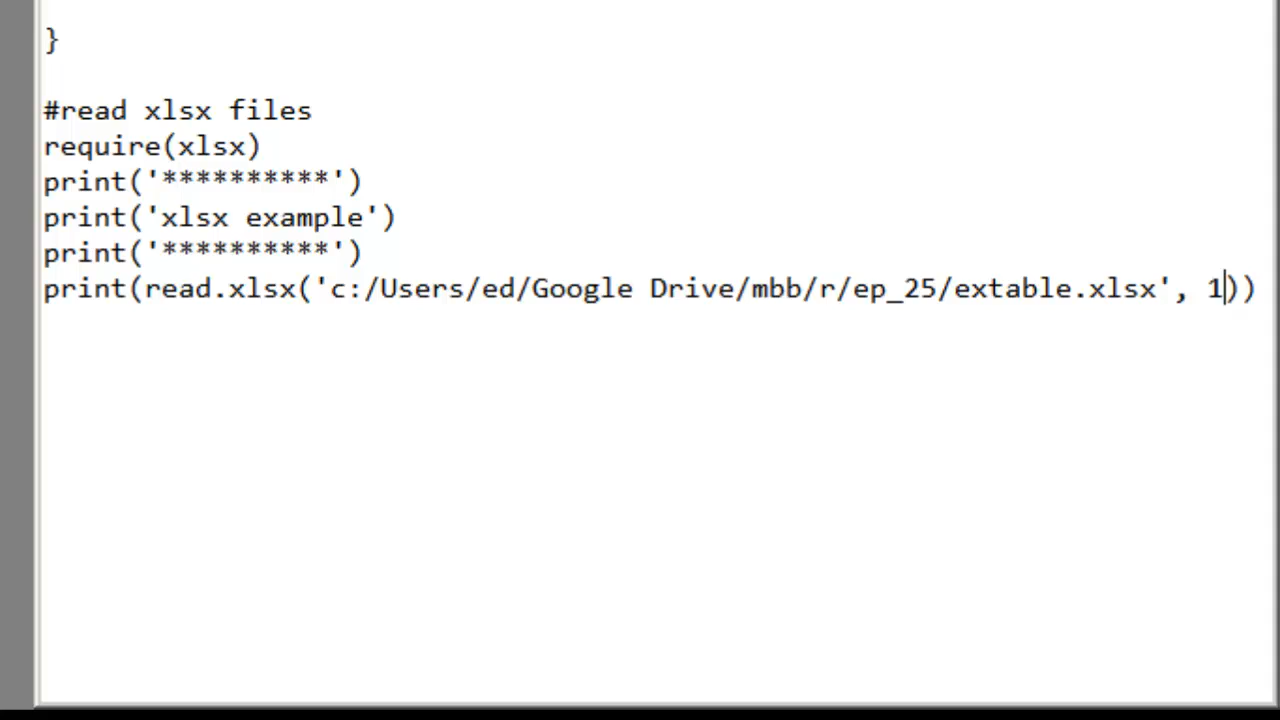 }
#read xlsx files
require(xlsx)
print('**********')
print('xlsx example')
print('**********')
print(read.xlsx('c:/Users/ed/Google Drive/mbb/r/ep_25/extable.xlsx', 1))